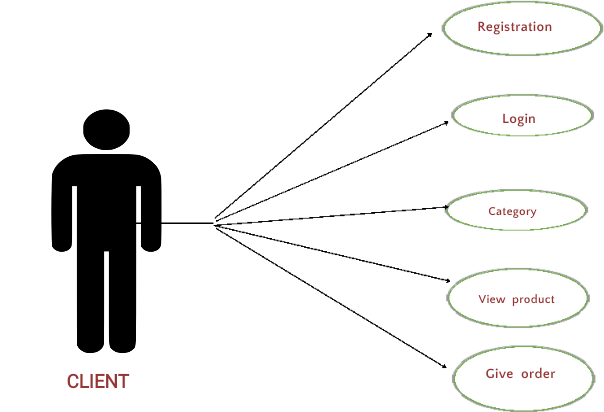 Registration
Login
Category
View product
Give order
CLIENT